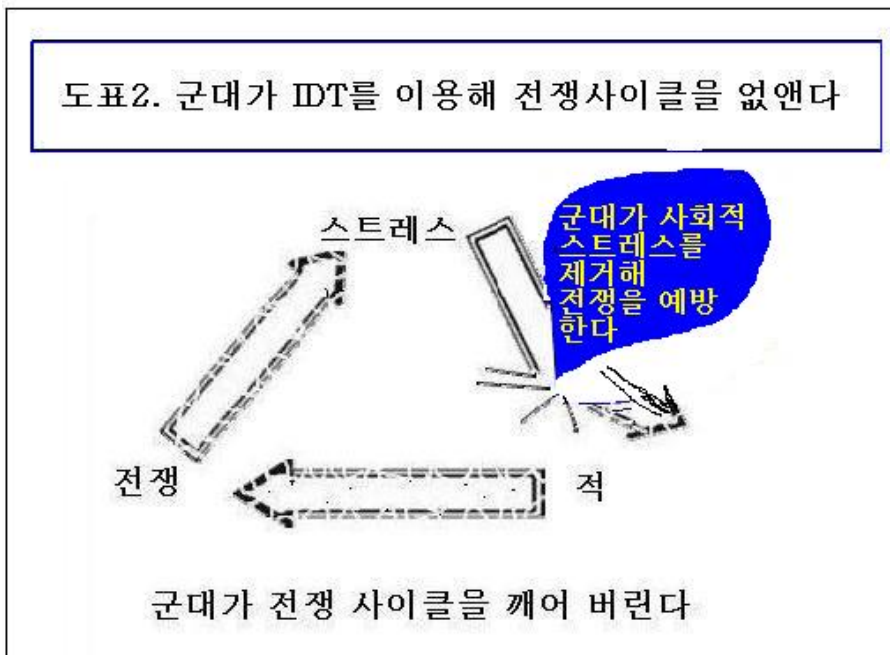 도표2. 군대가 IDT를 이용해 전쟁사이클을 없앤다
스트레스
군대가 사회적
스트레스를
제거해
전쟁을 예방
한다
전쟁
적
군대가 전쟁 사이클을 깨어 버린다